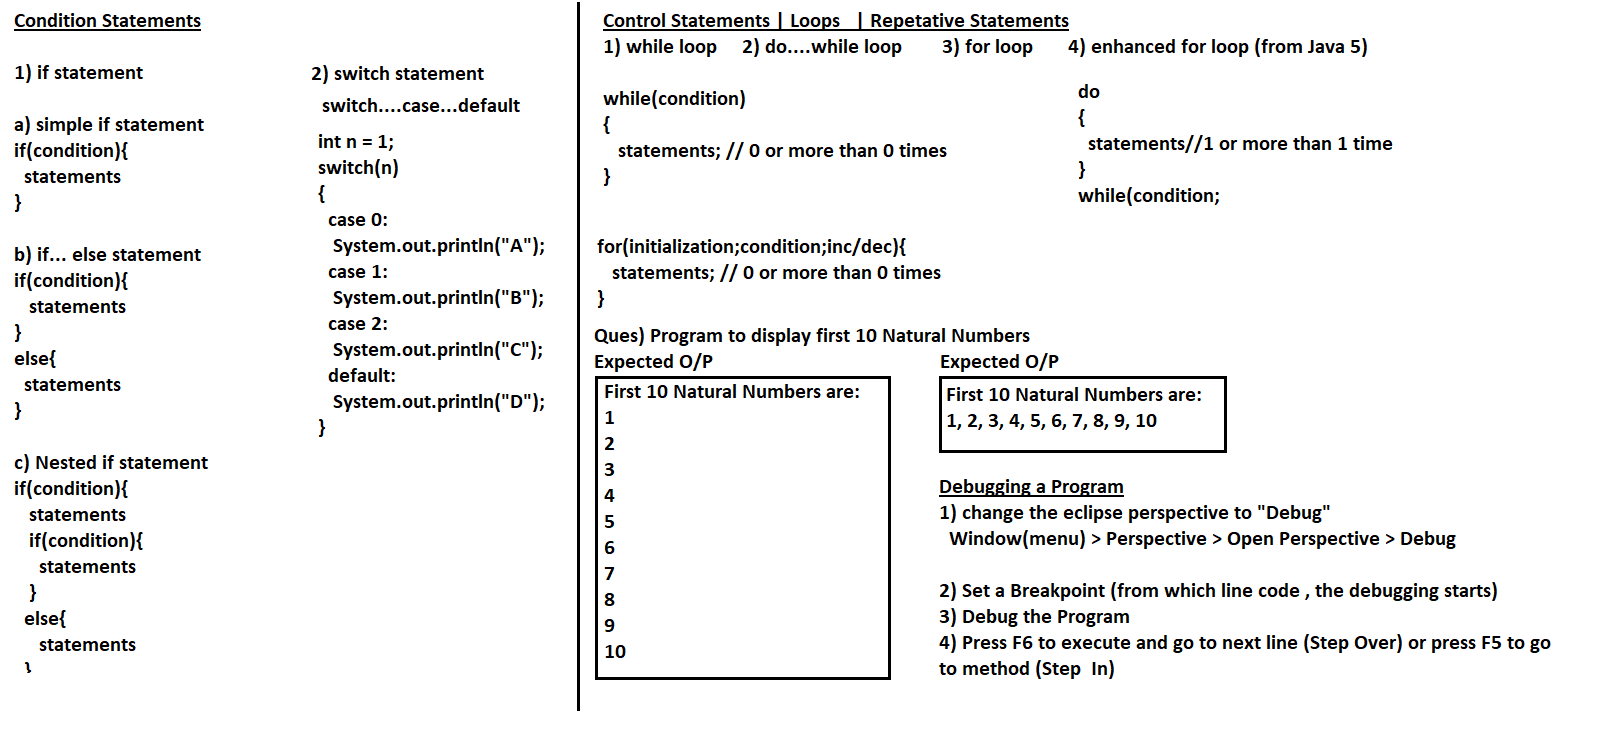 Condition Statements
1) if statement
a) simple if statement
if(condition){
statements
}
b) if... else statement
if(condition){
statements
}
else{
statements
}
c) Nested if statement
if(condition){
statements
if(condition){
statements
}
else{
statements
}
2) switch statement
switch....case...default
int n = 1;
switch(n)
{
case 0:
System.out.println("A");
case 1:
System.out.println("B");
case 2:
System.out.println("C");
default:
System.out.println("D");
}
Control Statements | Loops | Repetative Statements
1) while loop 2) do....while loop 3) for loop 4) enhanced for loop (from Java 5)
while(condition)
{
statements; // 0 or more than 0 times
}
do
{
statements//1 or more than 1 time
}
while(condition;
for(initialization;condition;inc/dec){
statements; // 0 or more than 0 times
}
Ques) Program to display first 10 Natural Numbers
Expected O/P
First 10 Natural Numbers are:
1
2
3
4
5
6
7
8
9
10
Expected O/P
First 10 Natural Numbers are:
1, 2, 3, 4, 5, 6, 7, 8, 9, 10
Debugging a Program
1) change the eclipse perspective to "Debug"
Window(menu) > Perspective > Open Perspective > Debug
2) Set a Breakpoint (from which line code , the debugging starts)
3) Debug the Program
4) Press F6 to execute and go to next line (Step Over) or press F5 to go
to method (Step In)